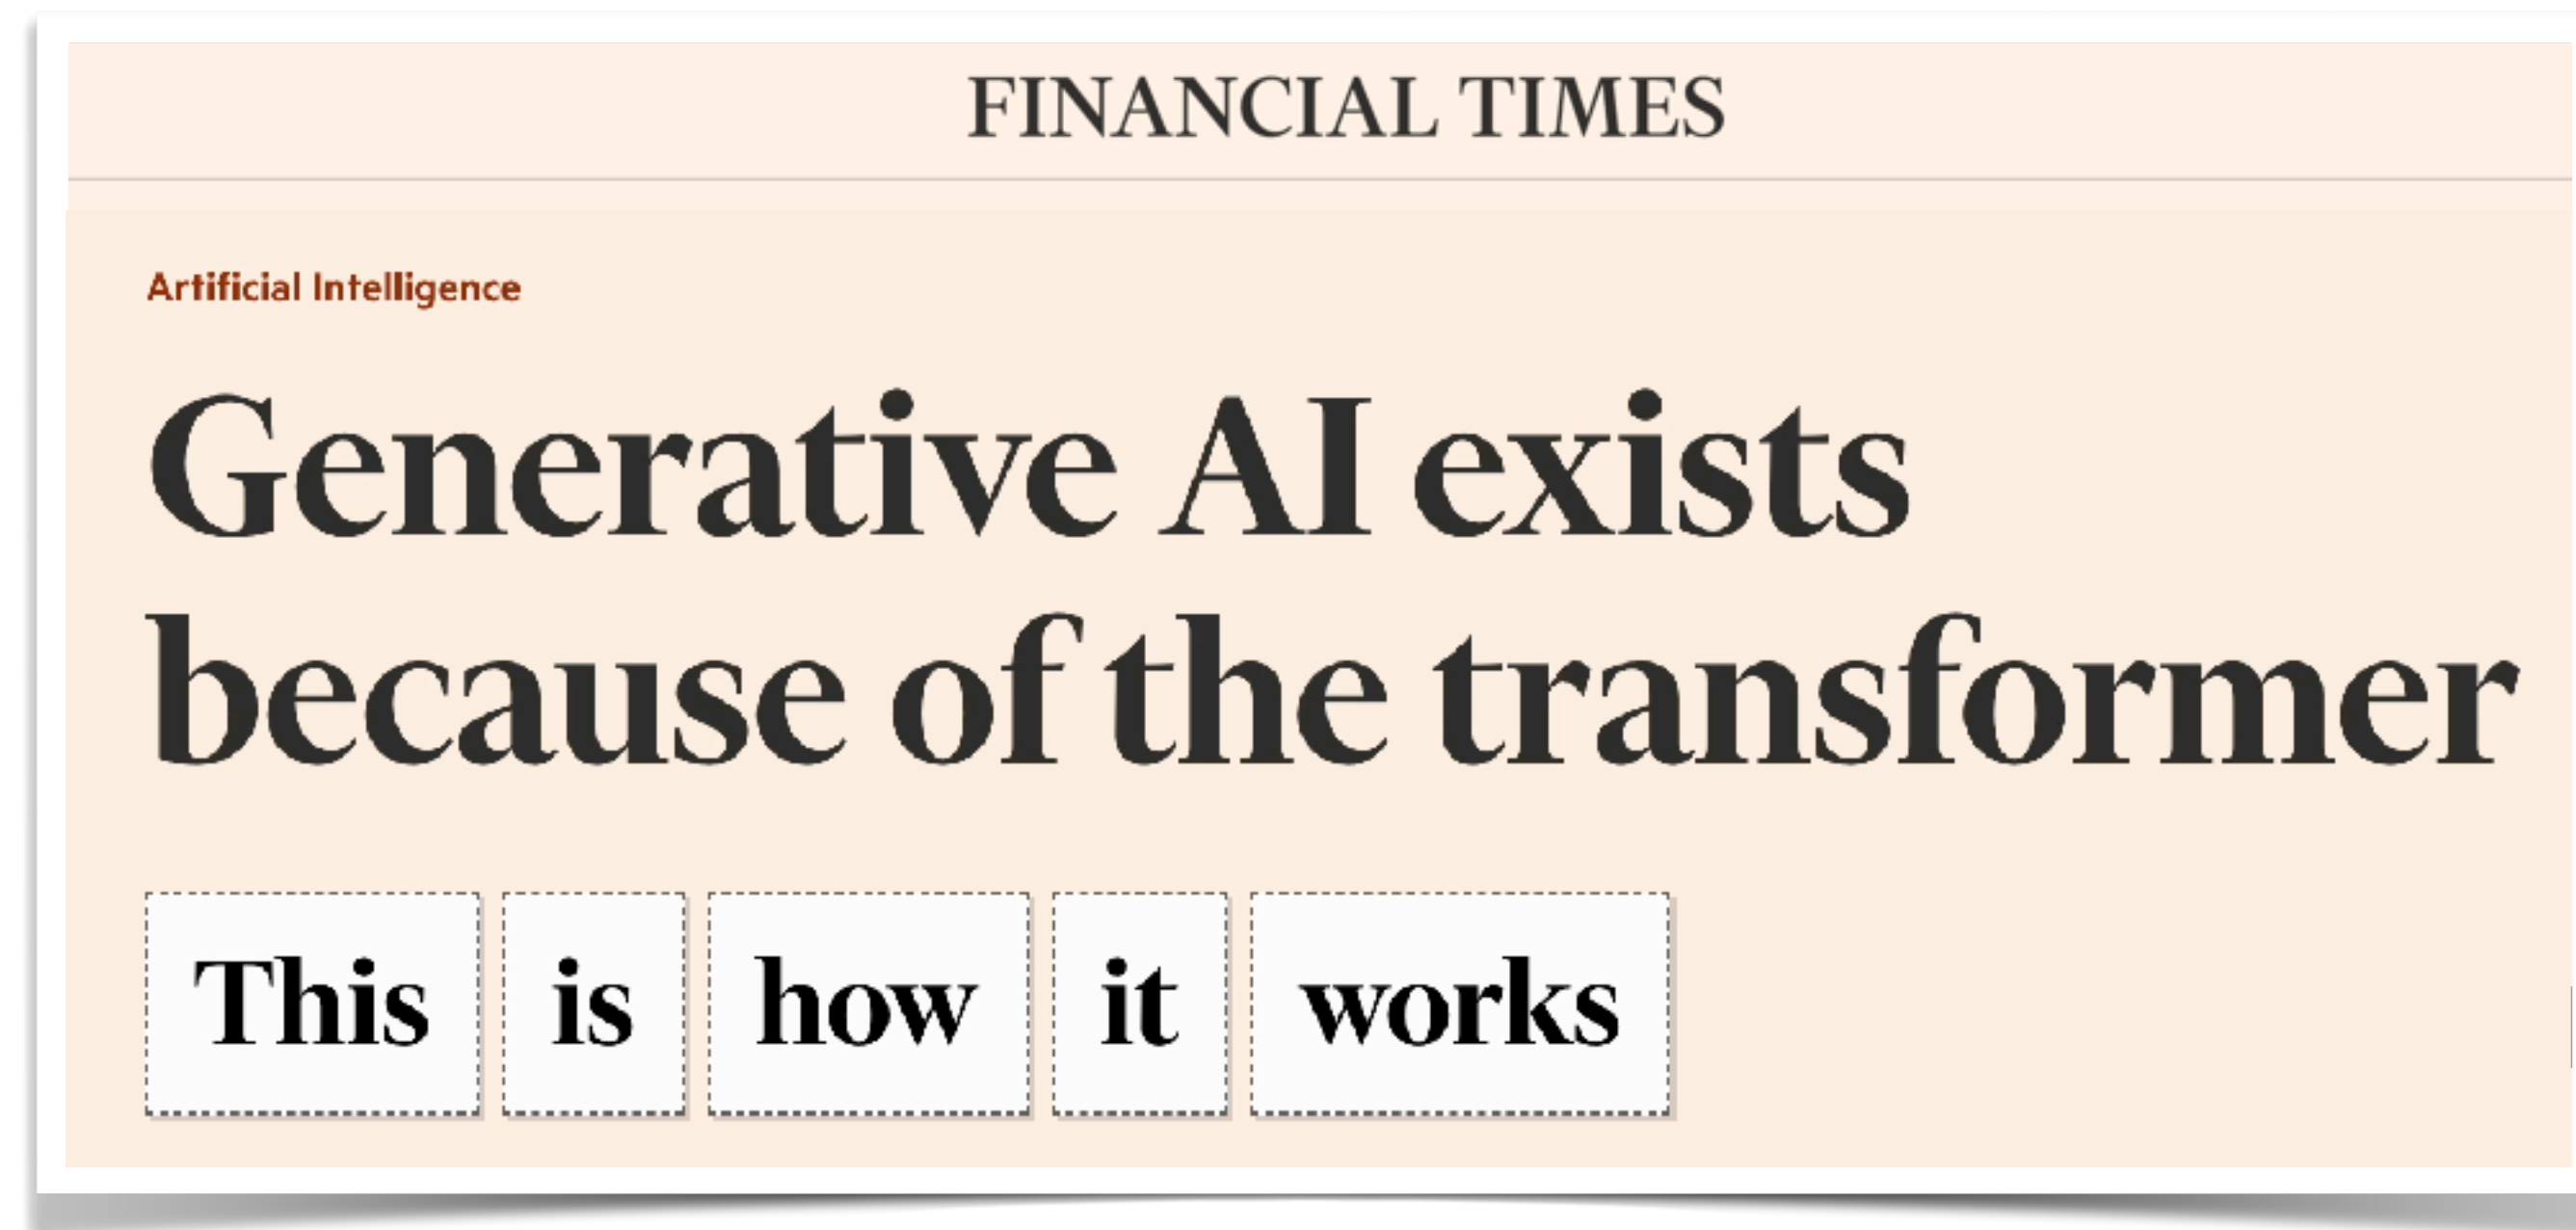 FINANCIAL TIMES
Artificial Intelligence
Generative AI exists
because of the transformer
This is how it works